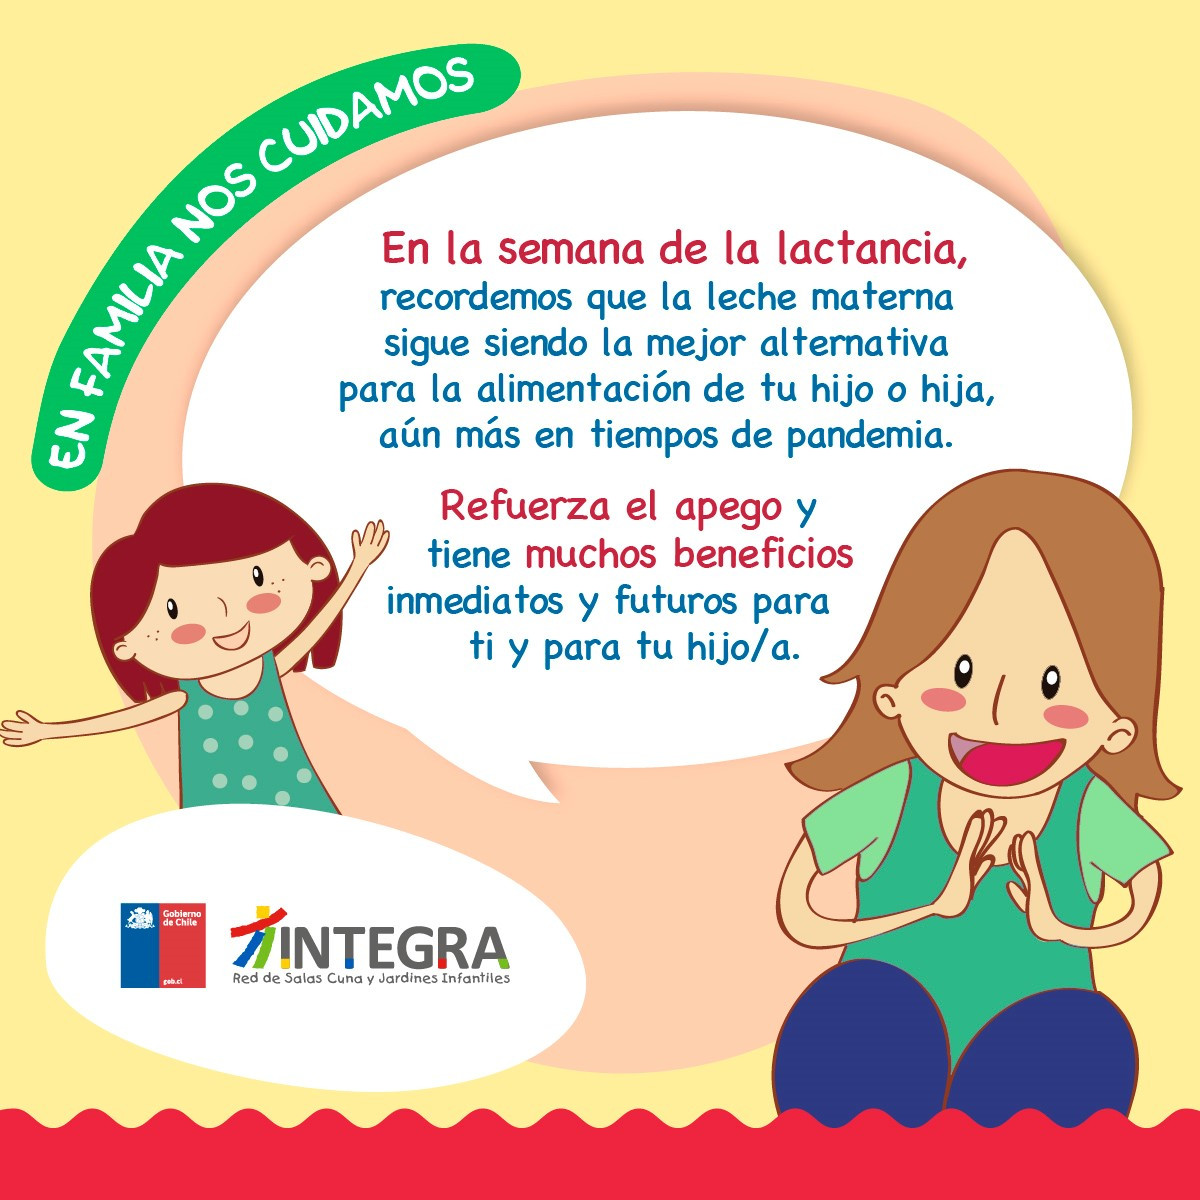 EN FAMILIA NOS CUIDAMOS
En la semana de la lactancia,
recordemos que la leche materna
sigue siendo la mejor alternativa
para la alimentación de tu hijo o hija,
aún más en tiempos de pandemia.
Refuerza el apego y
tiene muchos beneficios
inmediatos y futuros para
ti y para tu hijo/a.
Gobierno
de Chile
gob.cl
INTEGRA
Red de Salas Cuna y Jardines Infantiles